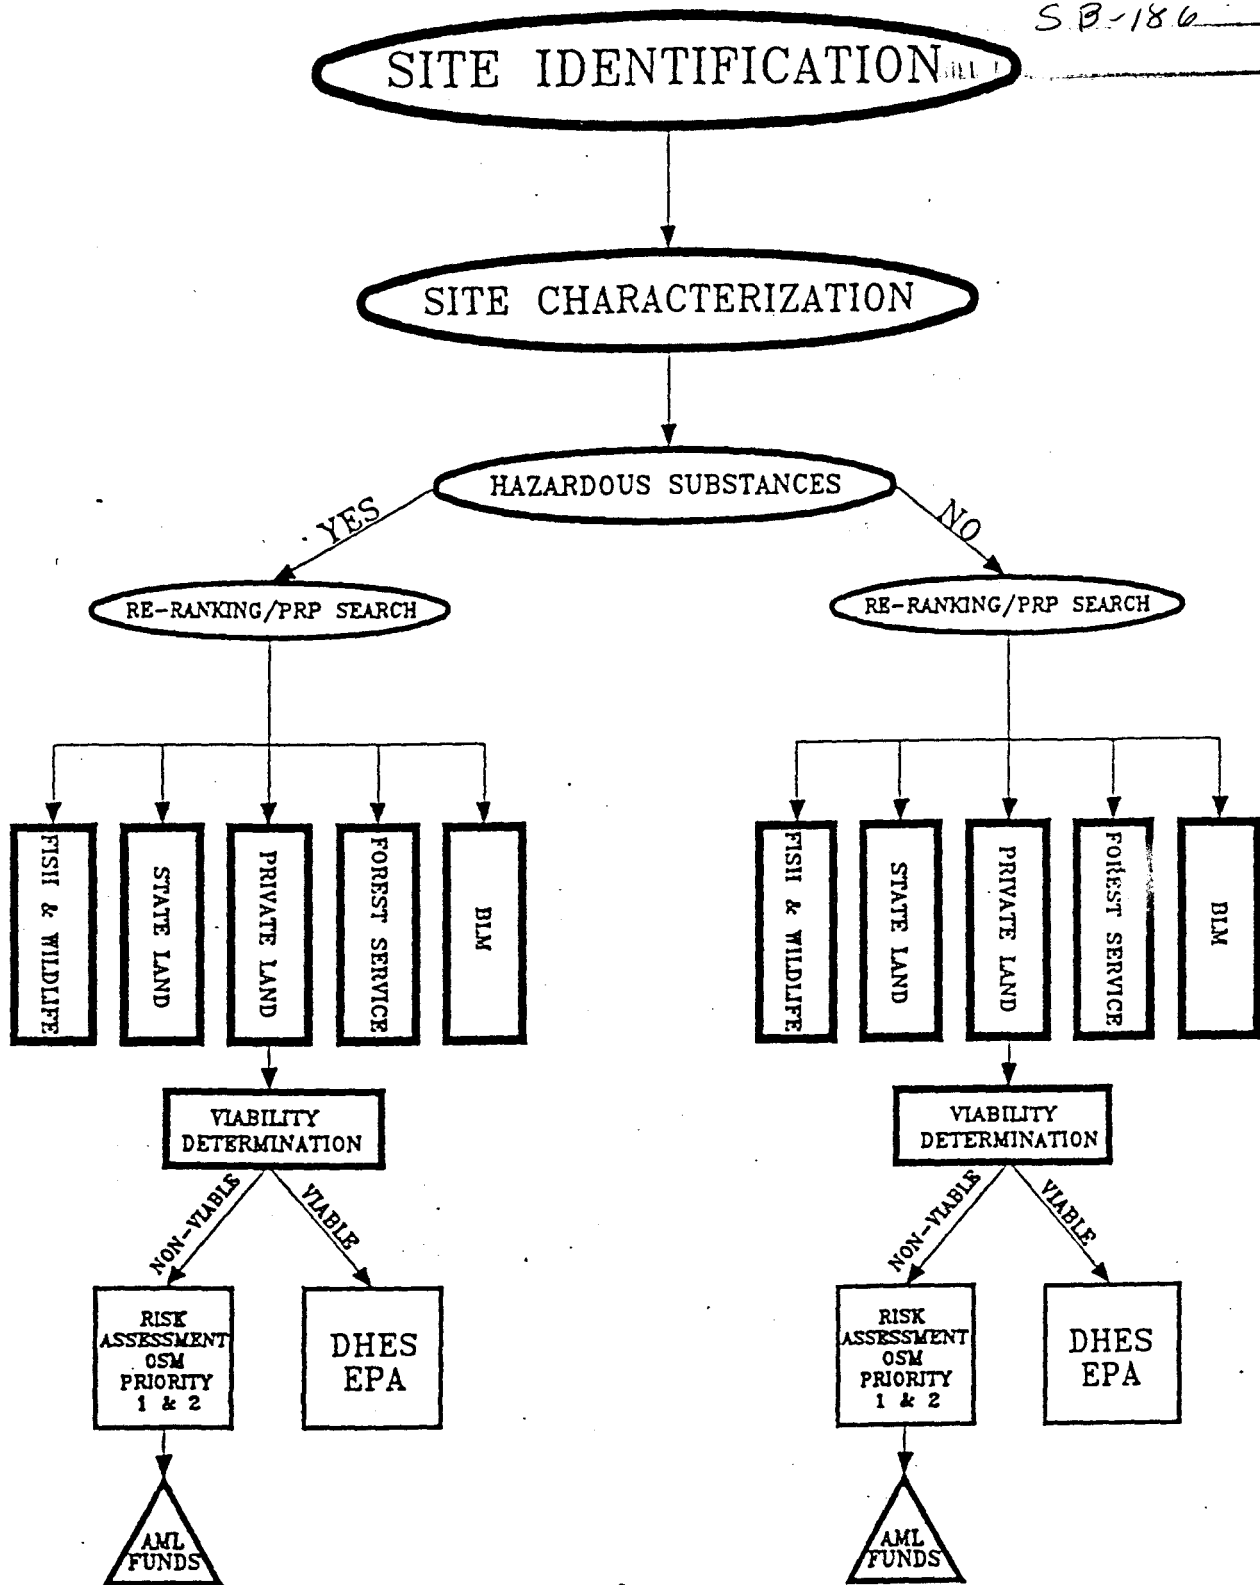 SB-186
SITE IDENTIFICATION
SITE CHARACTERIZATION
HAZARDOUS SUBSTANCES
YES
NO
RE-RANKING/PRP SEARCH
RE-RANKING/PRP SEARCH
FISH & WILDLIFE
STATE LAND
PRIVATE LAND
FOREST SERVICE
BLM
FISH & WILDLIFE
STATE LAND
PRIVATE LAND
FOREST SERVICE
BLM
VIABILITY
DETERMINATION
VIABILITY
DETERMINATION
NON-VIABLE
VIABLE
NON-VIABLE
VIABLE
RISK
ASSESSMENT
OSM
PRIORITY
1 & 2
DHES
EPA
RISK
ASSESSMENT
OSM
PRIORITY
1 & 2
DHES
EPA
AML
FUNDS
AML
FUNDS